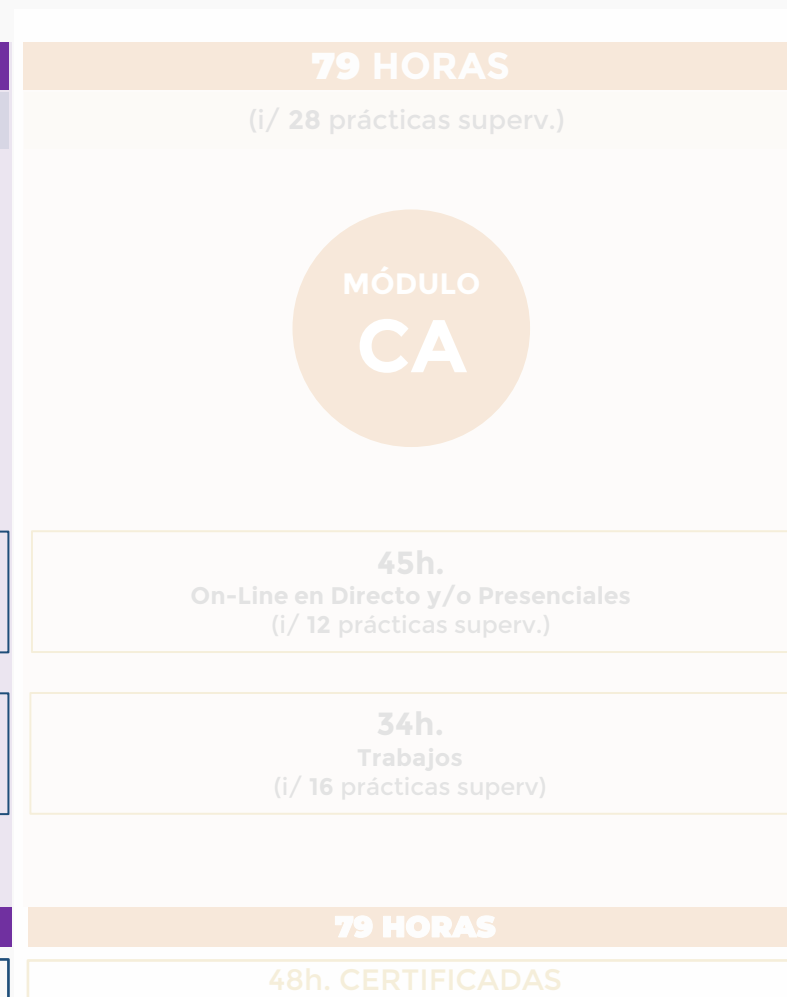 79 HORAS
(i/ 28 prácticas superv.)
MÓDULO
CA
45h.
On-Line en Directo y/o Presenciales
(i/ 12 prácticas superv.)
34h.
Trabajos
(i/ 16 prácticas superv)
79 HORAS
48h. CERTIFICADAS